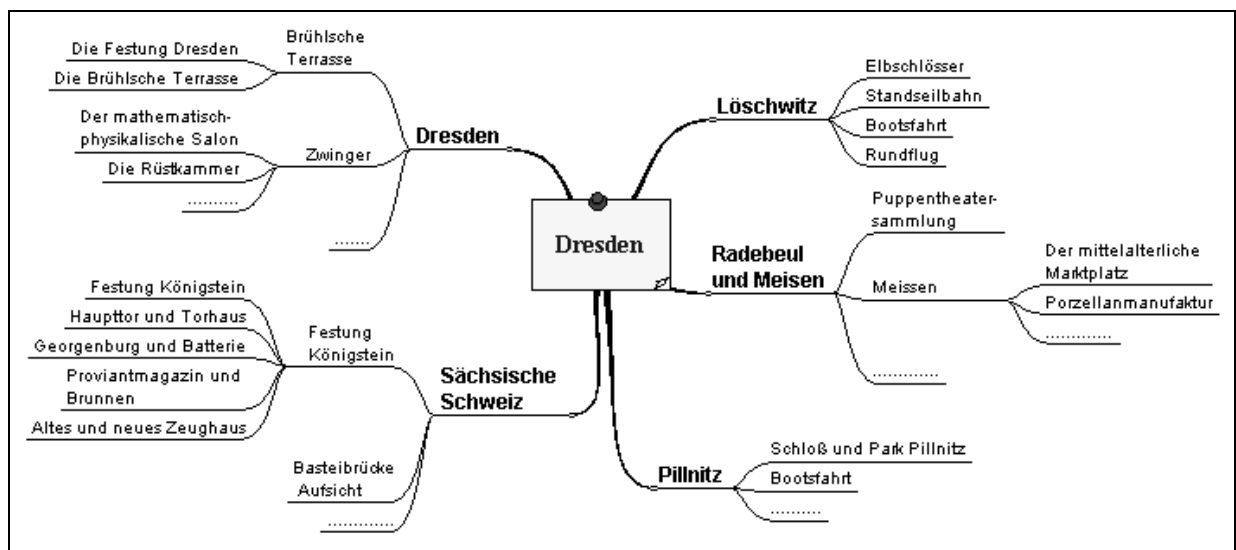 Dresden
Dresden
Brühlsche
Terrasse
Die Festung Dresden
Die Brühlsche Terrasse
Zwinger
Der mathematisch-
physikalische Salon
Die Rüstkammer
..........
.......
Löschwitz
Elbschlösser
Standseilbahn
Bootsfahrt
Rundflug
Radebeul
und Meisen
Puppentheater-
sammlung
Meissen
Der mittelalterliche
Marktplatz
Porzellanmanufaktur
.............
.............
Sächsische
Schweiz
Festung
Königstein
Festung Königstein
Haupttor und Torhaus
Georgenburg und Batterie
Proviantmagazin und
Brunnen
Altes und neues Zeughaus
Basteibrücke
Aufsicht
.............
Pillnitz
Schloß und Park Pillnitz
Bootsfahrt
..........